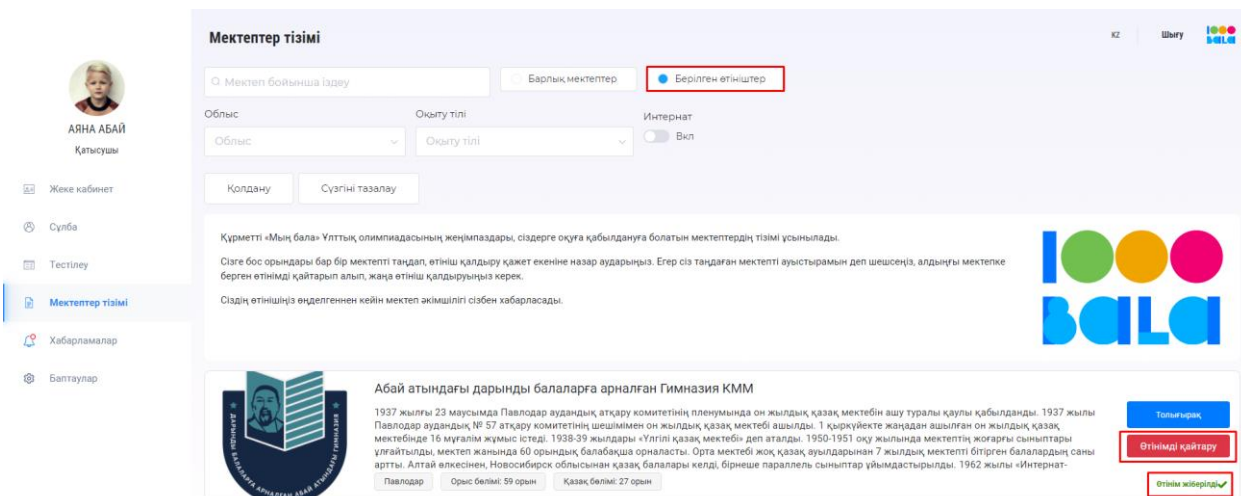 Мектептер тізімі
KZ
Шығу
1000
BALA
Мектеп бойынша іздеу
Барлық мектептер
Берілген өтініштер
Облыс
Оқыту тілі
Интернат
Облыс
Оқыту тілі
Вкл
Қолдану
Сүзгіні тазалау
АЯНА АБАЙ
Қатысушы
Жеке кабинет
Сұлба
Тестілеу
Мектептер тізімі
Хабарламалар
Баптаулар
Құрметті «Мың бала» Ұлттық олимпиадасының жеңімпаздары, сіздерге оқуға қабылдануға болатын мектептердің тізімі ұсынылады.
Сізге бос орындары бар бір мектепті таңдап, өтініш қалдыру қажет екеніне назар аударыңыз. Егер сіз таңдаған мектепті ауыстырамын деп шешсеңіз, алдыңғы мектепке
берген өтінімді қайтарып алып, жаңа өтініш қалдыруыңыз керек.
Сіздің өтінішіңіз өңделгеннен кейін мектеп әкімшілігі сізбен хабарласады.
1000
BALA
Абай атындағы дарынды балаларға арналған Гимназия КММ
1937 жылғы 23 маусымда Павлодар аудандық атқару комитетінің пленумында он жылдық қазақ мектебін ашу туралы қаулы қабылданды. 1937 жылы
Павлодар аудандық № 57 атқару комитетінің шешімімен он жылдық қазақ мектебі ашылды. 1 қыркүйекте жаңадан ашылған он жылдық қазақ
мектебінде 16 мұғалім жұмыс істеді. 1938-39 жылдары «Үлгілі қазақ мектебі» деп аталды. 1950-1951 оқу жылында мектептің жоғарғы сыныптары
ұлғайтылды, мектеп жанында 60 орындық балабақша орналасты. Орта мектебі жоқ қазақ ауылдарынан 7 жылдық мектепті бітірген балалардың саны
артты. Алтай өлкесінен, Новосибирск облысынан қазақ балалары келді, бірнеше параллель сыныптар ұйымдастырылды. 1962 жылы «Интернат-
Павлодар
Орыс бөлімі: 59 орын
Қазақ бөлімі: 27 орын
Толығырақ
Өтінімді қайтару
Өтінім жіберілді